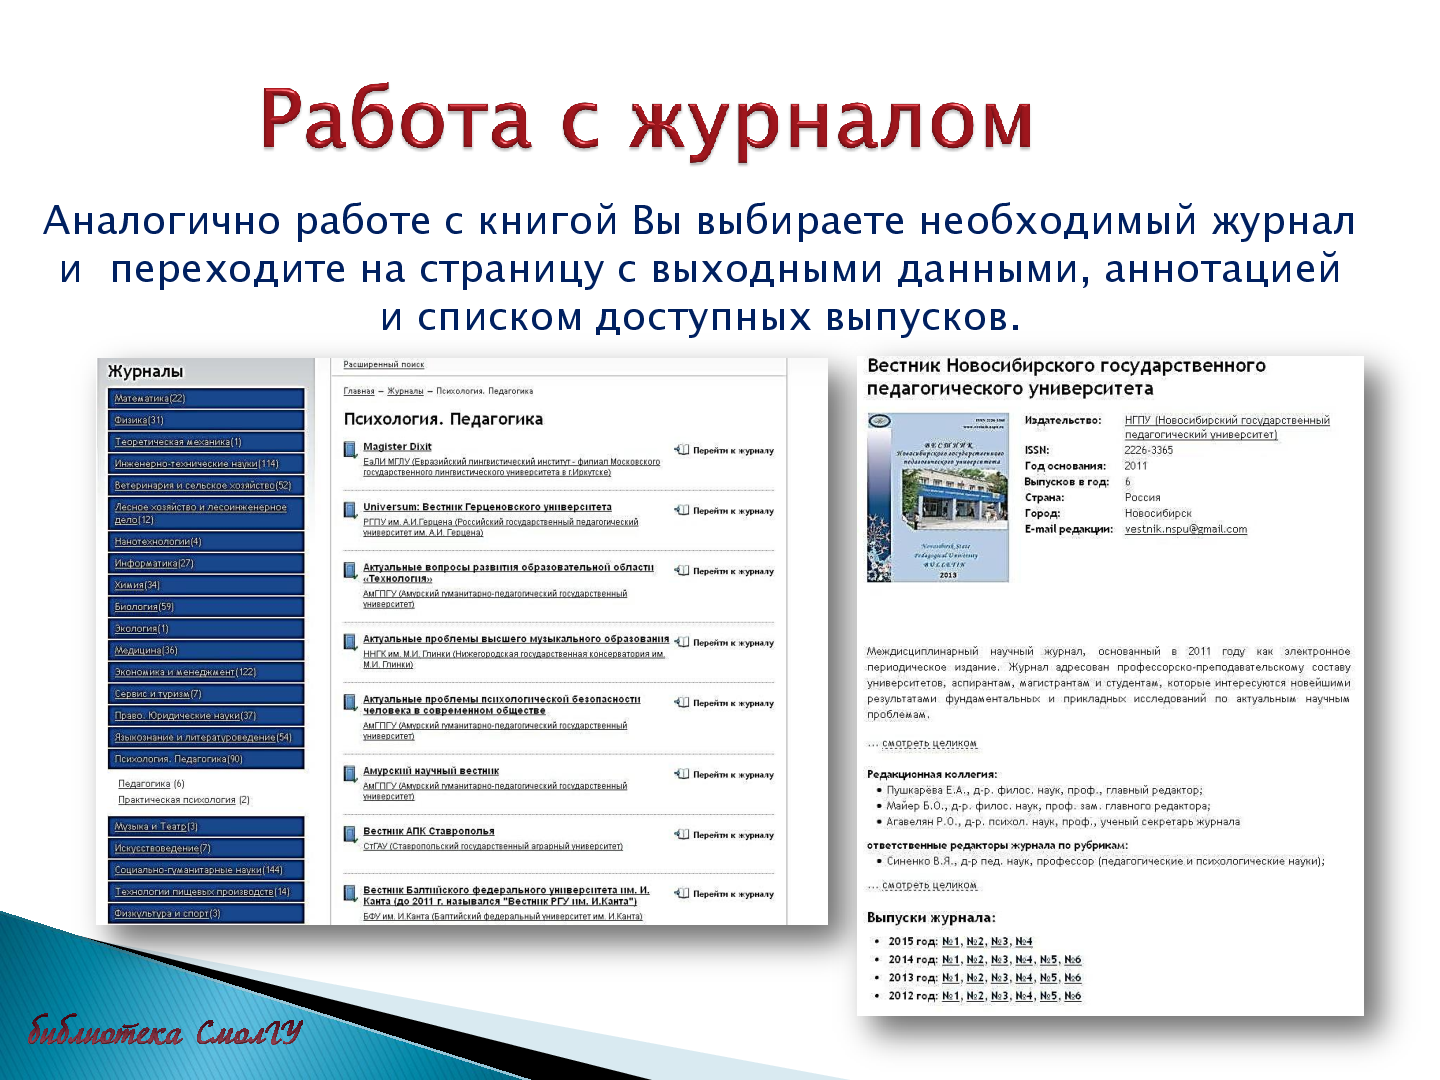 Работа с журналом
Аналогично работе с книгой Вы выбираете необходимый журнал
и переходите на страницу с выходными данными, аннотацией
и списком доступных выпусков.
Журналы
Математика(22)
Физика(31)
Теоретическая механика(1)
Инженерно-технические науки(114)
Ветеринария и сельское хозяйство(52)
Лесное хозяйство и лесоинженерное
дело(12)
Нанотехнологии(4)
Информатика(27)
Химия(34)
Биология(59)
Экология(1)
Медицина(36)
Экономика и менеджмент(122)
Сервис и туризм(7)
Право. Юридические науки(37)
Языкознание и литературоведение(54)
Психология. Педагогика(90)
Педагогика (6)
Практическая психология (2)
Музыка и Театр(3)
Искусствоведение(7)
Социально-гуманитарные науки(144)
Технологии пищевых производств(14)
Физкультура и спорт(3)
Расширенный поиск
Главная — Журналы — Психология. Педагогика
Психология. Педагогика
Magister Dixit
Перейти к журналу
ЕаЛИ МГЛУ (Евразийский лингвистический институт - филиал Московского
государственного лингвистического университета в г.Иркутске)
Universum: Вестник Герценовского университета
Перейти к журналу
РГПУ им. А.И.Герцена (Российский государственный педагогический
университет им. А.И. Герцена)
Актуальные вопросы развития образовательной области
«Технология»
Перейти к журналу
АмГПГУ (Амурский гуманитарно-педагогический государственный
университет)
Актуальные проблемы высшего музыкального образования
Перейти к журналу
ННГК им. М.И. Глинки (Нижегородская государственная консерватория им.
М.И. Глинки)
Актуальные проблемы психологической безопасности
человека в современном обществе
Перейти к журналу
АмГПГУ (Амурский гуманитарно-педагогический государственный
университет)
Амурский научный вестник
Перейти к журналу
АмГПГУ (Амурский гуманитарно-педагогический государственный
университет)
Вестник АПК Ставрополья
Перейти к журналу
СтГАУ (Ставропольский государственный аграрный университет)
Вестник Балтийского федерального университета им. И.
Канта (до 2011 г. назывался "Вестник РГУ им. И.Канта")
Перейти к журналу
БФУ им. И.Канта (Балтийский федеральный университет им. И.Канта)
Вестник Новосибирского государственного
педагогического университета
ВЕСТНИК
Новосибирского государственного
педагогического университета
Novosibirsk State
Pedagogical University
BULLETIN
2013
Издательство: НГПУ (Новосибирский государственный
педагогический университет)
ISSN: 2226-3365
Год основания: 2011
Выпусков в год: 6
Страна: Россия
Город: Новосибирск
E-mail редакции: vestnik.nspu@gmail.com
Междисциплинарный научный журнал, основанный в 2011 году как электронное
периодическое издание. Журнал адресован профессорско-преподавательскому составу
университетов, аспирантам, магистрантам и студентам, которые интересуются новейшими
результатами фундаментальных и прикладных исследований по актуальным научным
проблемам.
... смотреть целиком
Редакционная коллегия:
• Пушкарёва Е.А., д-р. филос. наук, проф., главный редактор;
• Майер Б.О., д-р. филос. наук, проф. зам. главного редактора;
• Агавелян Р.О., д-р. психол. наук, проф., ученый секретарь журнала
ответственные редакторы журнала по рубрикам:
• Синенко В.Я., д-р пед. наук, профессор (педагогические и психологические науки);
... смотреть целиком
Выпуски журнала:
• 2015 год: №1, №2, №3, №4
• 2014 год: №1, №2, №3, №4, №5, №6
• 2013 год: №1, №2, №3, №4, №5, №6
• 2012 год: №1, №2, №3, №4, №5, №6
библиотека СмолГУ